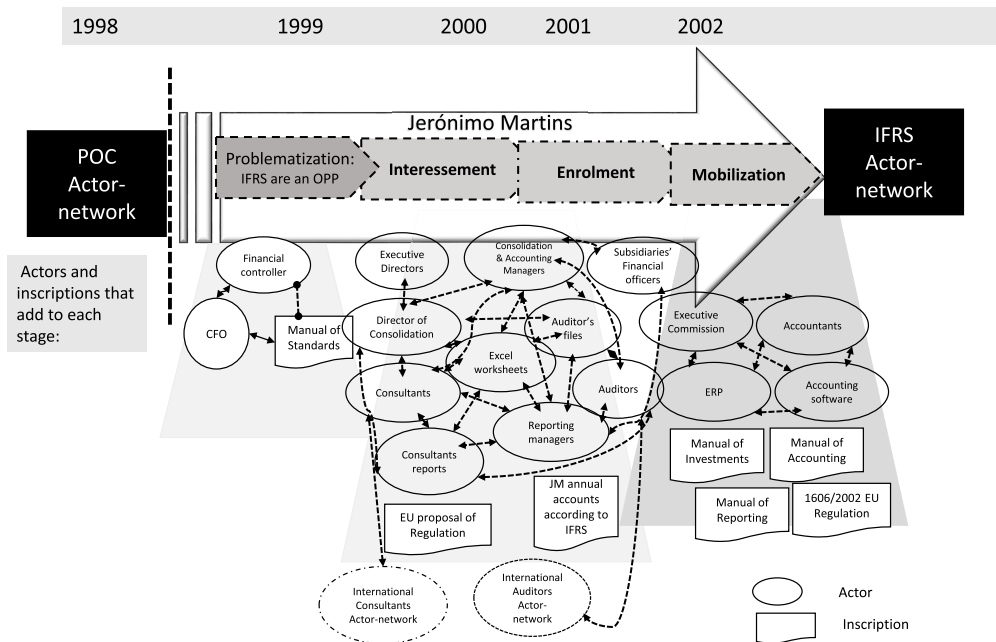 1998 1999 2000 2001 2002
Jerónimo Martins
POC
Actor-
network
Problematization:
IFRS are an OPP
Interessement
Enrolment
Mobilization
IFRS
Actor-
network
Actors and
inscriptions that
add to each
stage:
Financial
controller
CFO
Manual of
Standards
Executive
Directors
Director of
Consolidation
Consultants
Consultants
reports
Consolidation
& Accounting
Managers
Excel
worksheets
Auditor's
files
Reporting
managers
Subsidiaries'
Financial
officers
Auditors
EU proposal of
Regulation
JM annual
accounts
according to
IFRS
International
Consultants
Actor-network
International
Auditors
Actor-
network
Executive
Commission
Accountants
ERP
Accounting
software
Manual of
Investments
Manual of
Accounting
Manual of
Reporting
1606/2002 EU
Regulation
Actor
Inscription